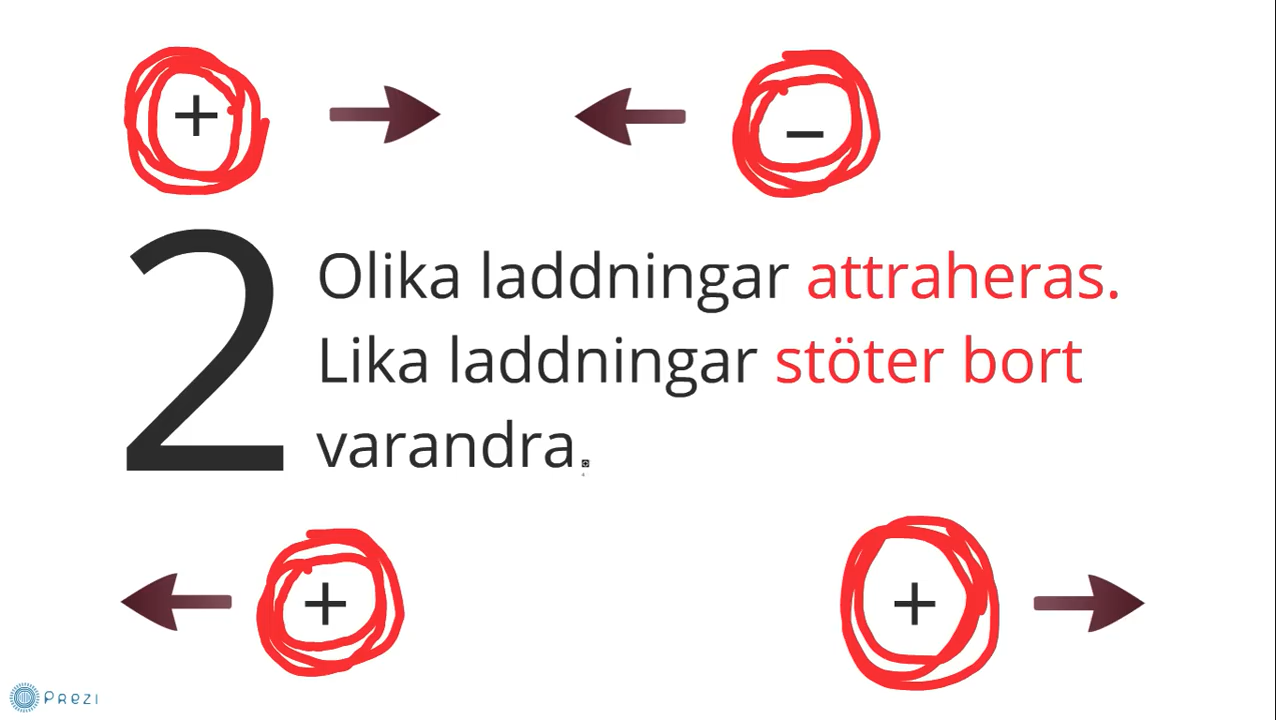 + −
2
Olika laddningar attraheras.
Lika laddningar stöter bort
varandra.
+ +
Prezi